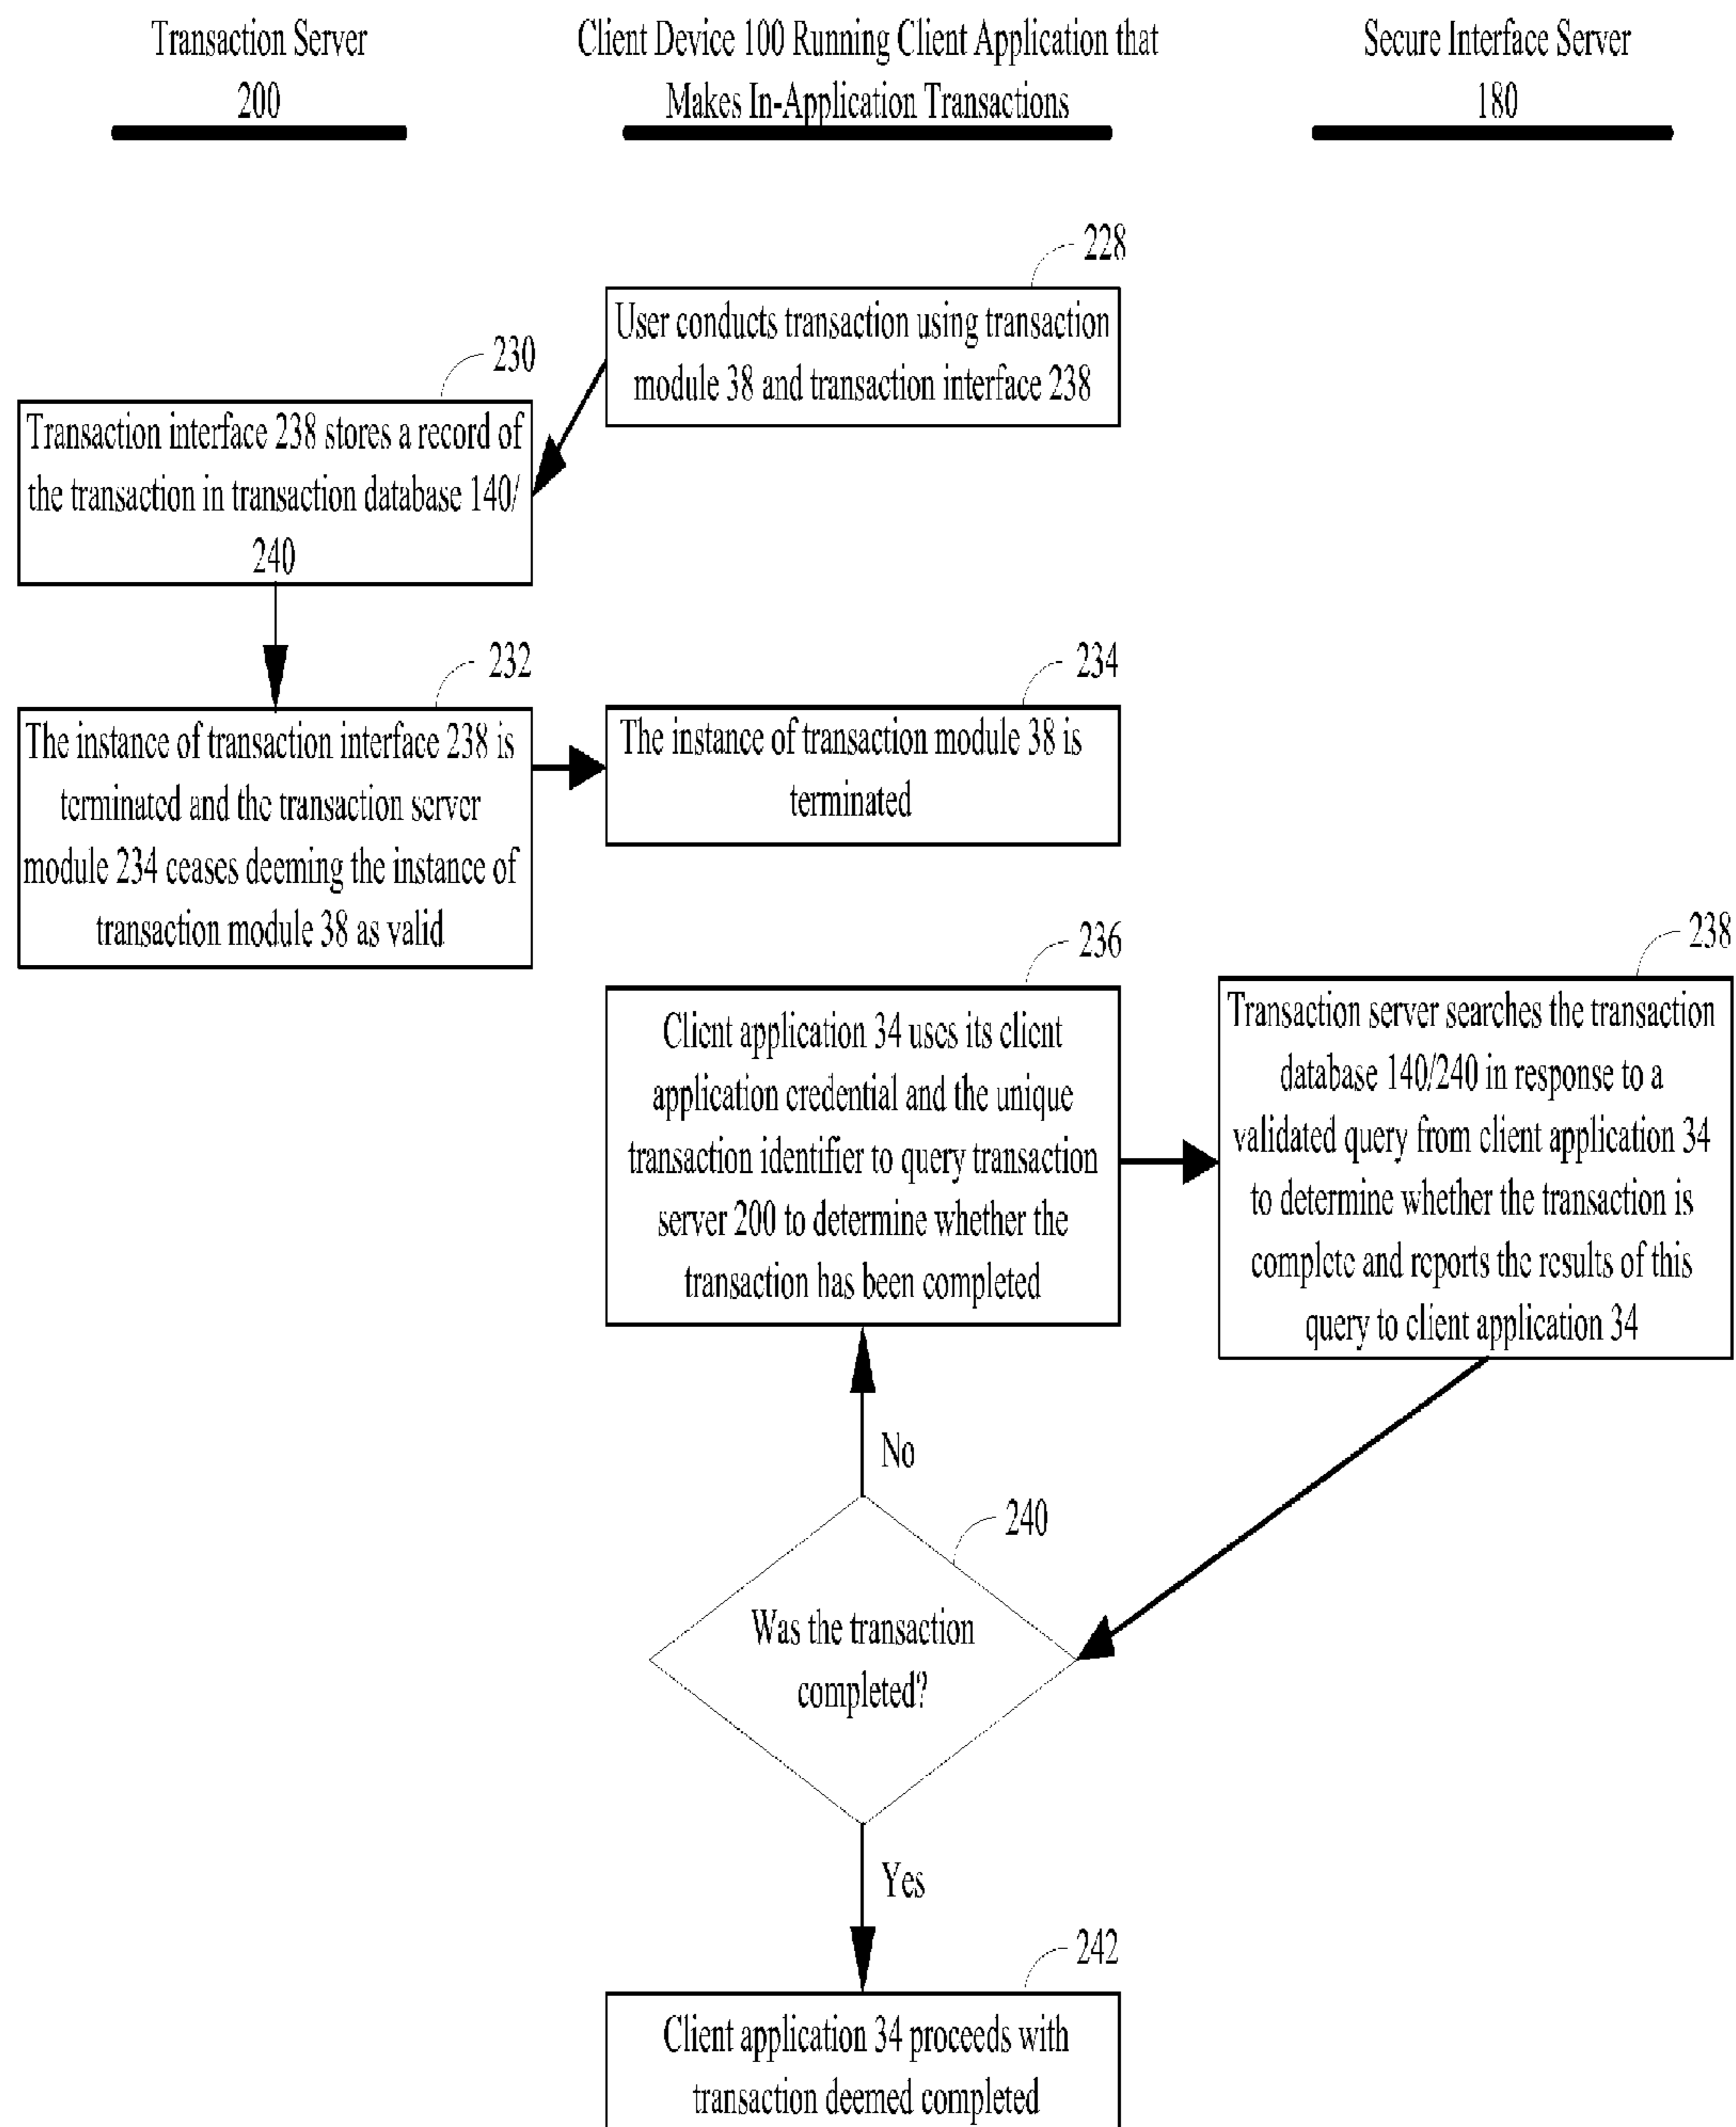 Transaction Server
200
Client Device 100 Running Client Application that
Makes In-Application Transactions
Secure Interface Server
180
228
User conducts transaction using transaction
module 38 and transaction interface 238
230
Transaction interface 238 stores a record of
the transaction in transaction database 140/
240
232
The instance of transaction interface 238 is
terminated and the transaction server
module 234 ceases deeming the instance of
transaction module 38 as valid
234
The instance of transaction module 38 is
terminated
236
Client application 34 uses its client
application credential and the unique
transaction identifier to query transaction
server 200 to determine whether the
transaction has been completed
238
Transaction server searches the transaction
database 140/240 in response to a
validated query from client application 34
to determine whether the transaction is
complete and reports the results of this
query to client application 34
No
240
Was the transaction
completed?
Yes
242
Client application 34 proceeds with
transaction deemed completed